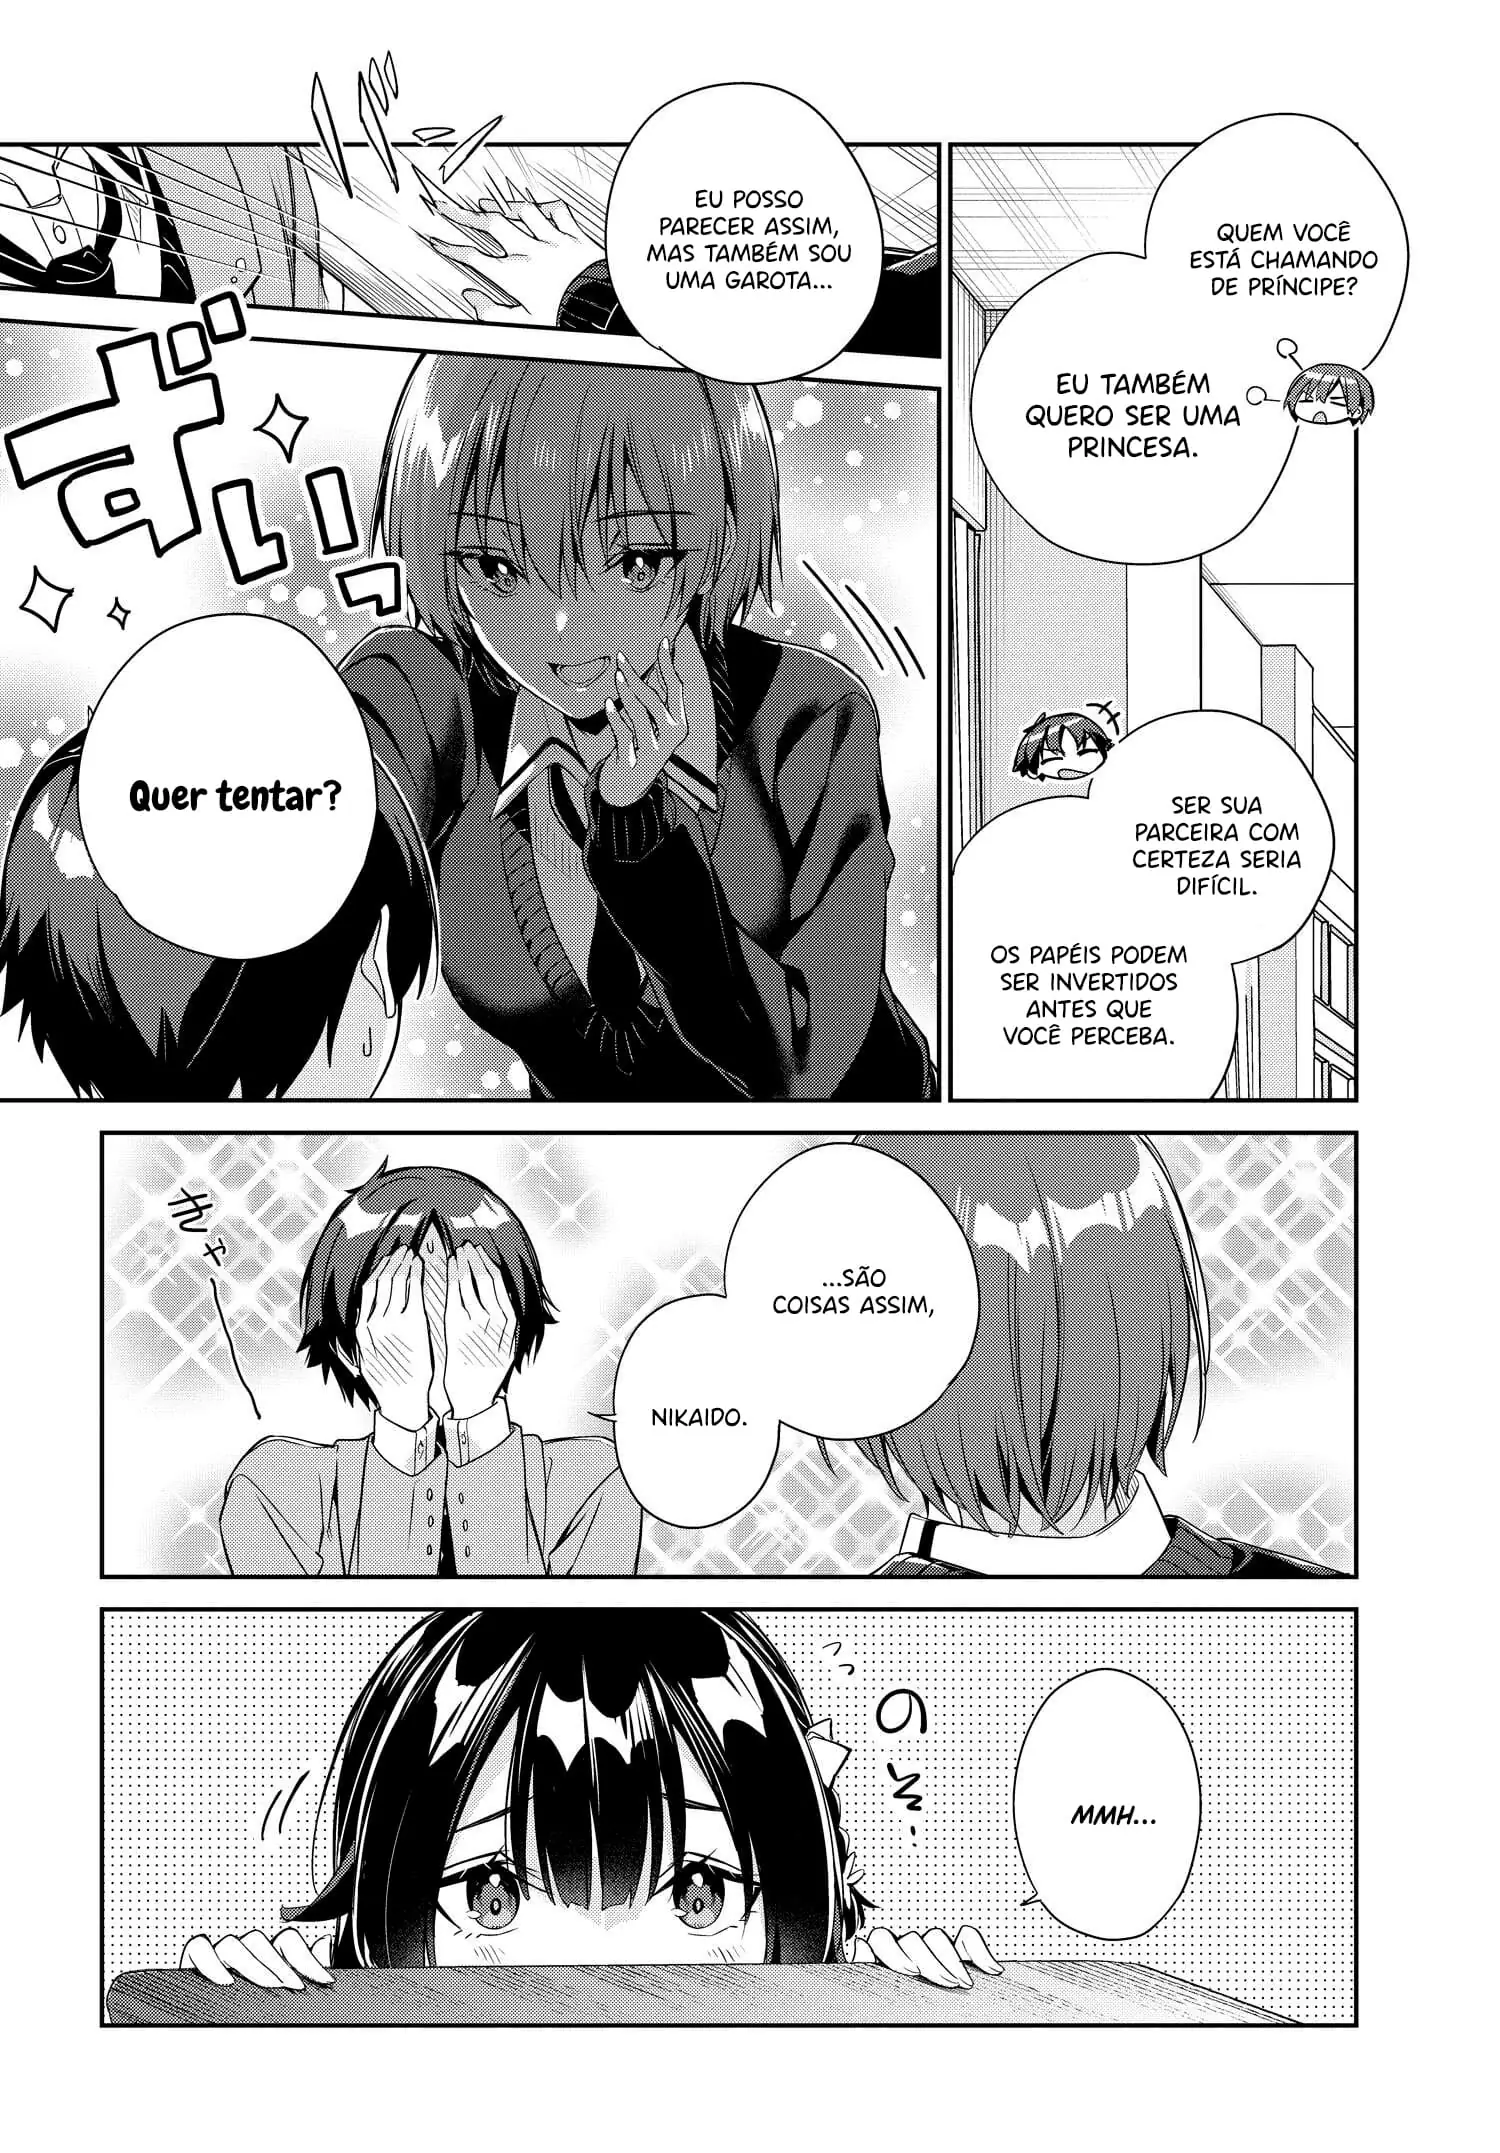 QUEM VOCÊ
ESTÁ CHAMANDO
DE PRÍNCIPE?
EU TAMBÉM
QUERO SER UMA
PRINCESA.
SER SUA
PARCEIRA COM
CERTEZA SERIA
DIFÍCIL.
OS PAPÉIS PODEM
SER INVERTIDOS
ANTES QUE
VOCÊ PERCEBA.
EU POSSO
PARECER ASSIM,
MAS TAMBÉM SOU
UMA GAROTA...
ずいっ
Quer tentar?
...SÃO
COISAS ASSIM,
NIKAIDO.
きゃー
MMH...
のそ...